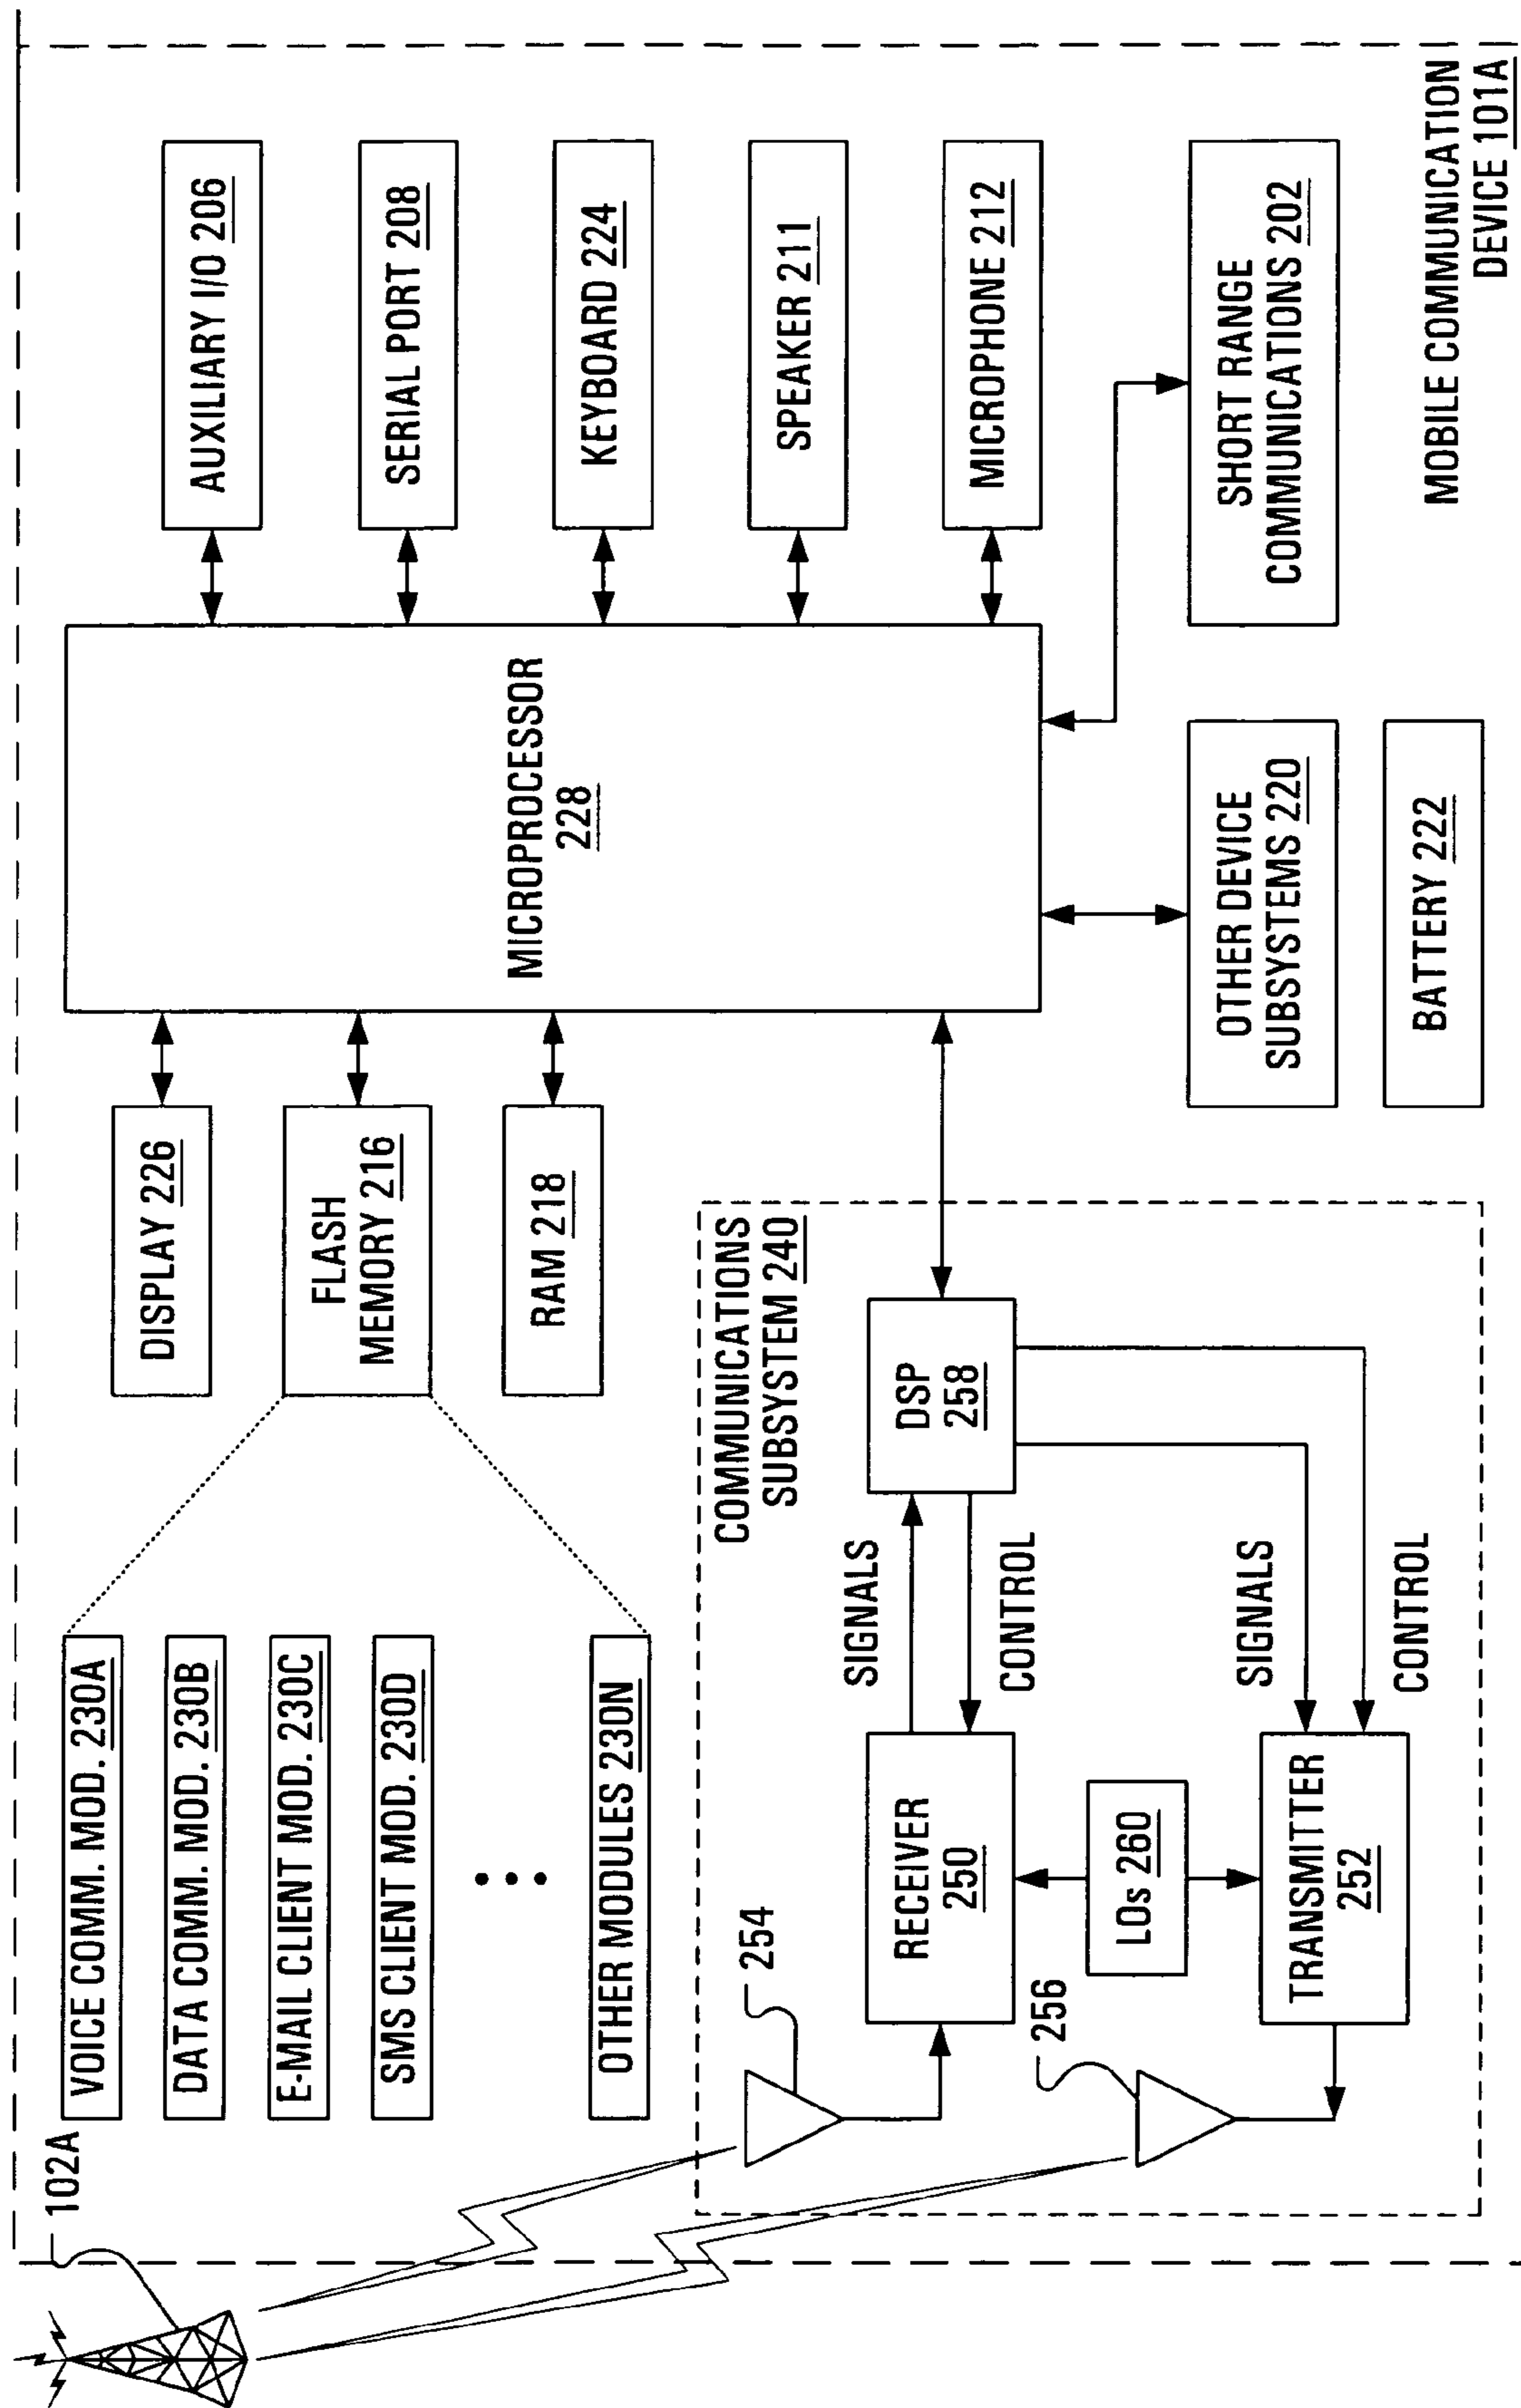 102A
VOICE COMM. MOD. 230A
DATA COMM. MOD. 230B
E-MAIL CLIENT MOD. 230C
SMS CLIENT MOD. 230D
OTHER MODULES 230N
DISPLAY 226
FLASH
MEMORY 216
RAM 218
MICROPROCESSOR
228
AUXILIARY I/O 206
SERIAL PORT 208
KEYBOARD 224
SPEAKER 211
MICROPHONE 212
COMMUNICATIONS
SUBSYSTEM 240
254
RECEIVER
250
SIGNALS
CONTROL
DSP
258
256
LOs 260
TRANSMITTER
252
SIGNALS
CONTROL
OTHER DEVICE
SUBSYSTEMS 220
BATTERY 222
SHORT RANGE
COMMUNICATIONS 202
MOBILE COMMUNICATION
DEVICE 101A